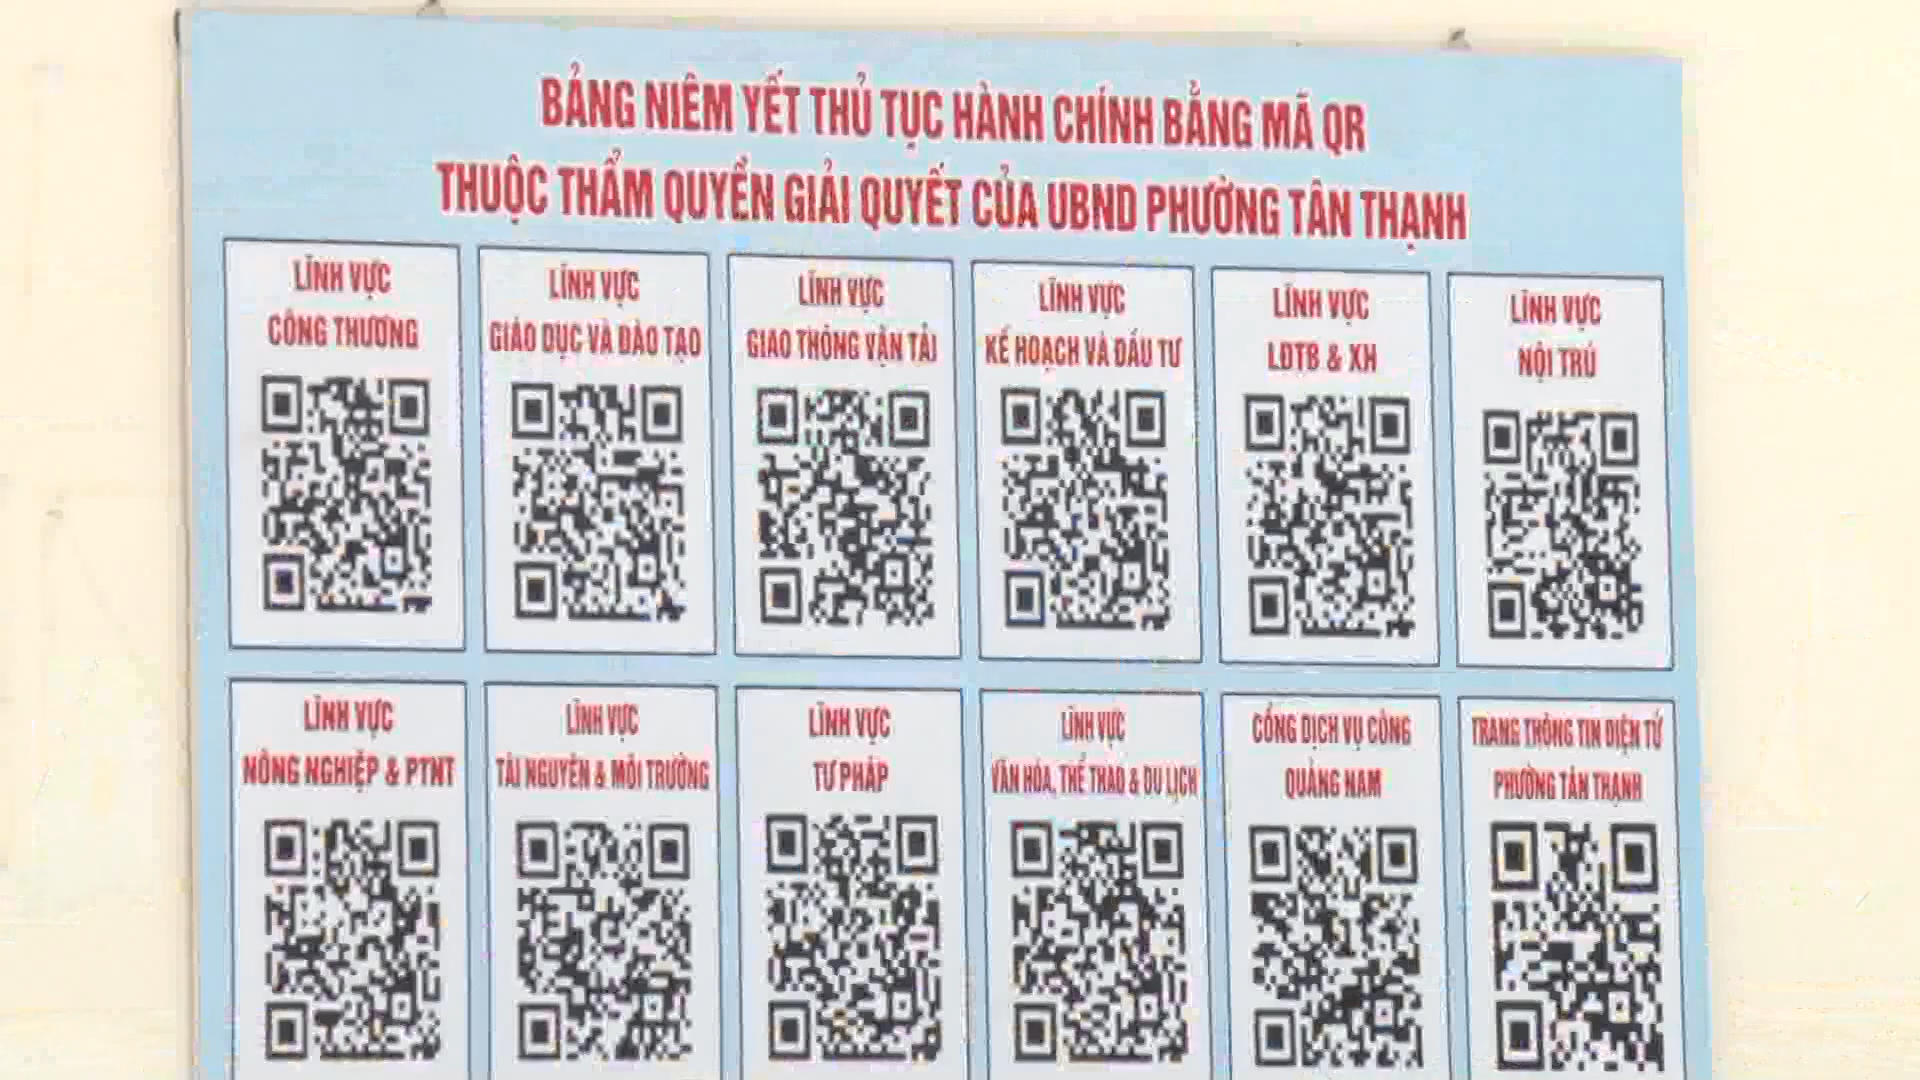 BẢNG NIÊM YẾT THỦ TỤC HÀNH CHÍNH BẰNG MÃ QR
THUỘC THẨM QUYỀN GIẢI QUYẾT CỦA UBND PHƯỜNG TÂN THẠNH
LĨNH VỰC
CÔNG THƯƠNG
LĨNH VỰC
GIÁO DỤC VÀ ĐÀO TẠO
LĨNH VỰC
GIAO THÔNG VẬN TẢI
LĨNH VỰC
KẾ HOẠCH VÀ ĐẦU TƯ
LĨNH VỰC
LĐTB & XH
LĨNH VỰC
NỘI TRÚ
LĨNH VỰC
NÔNG NGHIỆP & PTNT
LĨNH VỰC
TÀI NGUYÊN & MÔI TRƯỜNG
LĨNH VỰC
TƯ PHÁP
LĨNH VỰC
VĂN HÓA, THỂ THAO & DU LỊCH
CỔNG DỊCH VỤ CÔNG
QUẢNG NAM
TRANG THÔNG TIN ĐIỆN TỬ
PHƯỜNG TÂN THẠNH